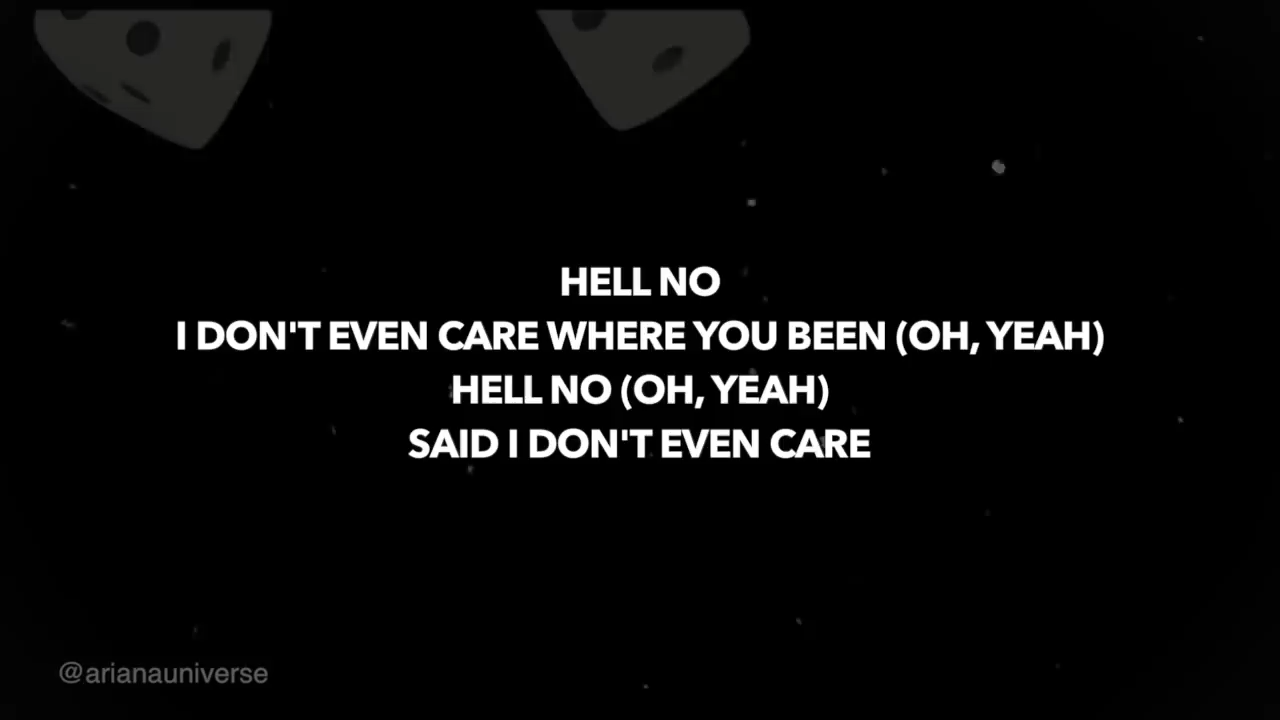 HELL NO
I DON'T EVEN CARE WHERE YOU BEEN (OH, YEAH)
HELL NO (OH, YEAH)
SAID I DON'T EVEN CARE
@arianauniverse